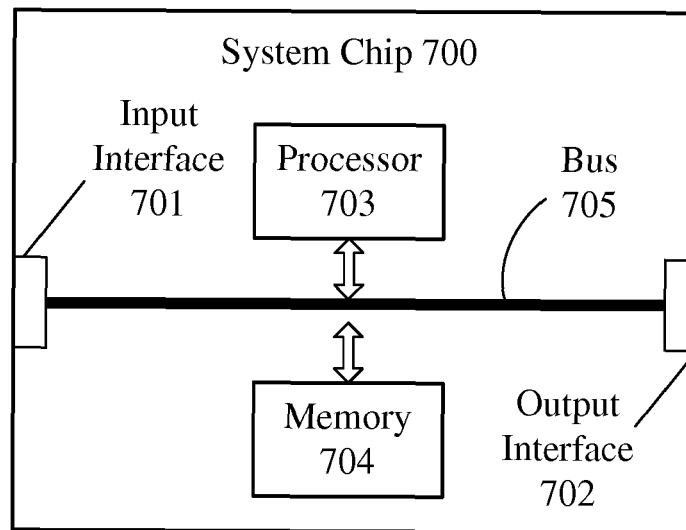 System Chip 700
Input
Interface
701
Processor
703
Bus
705
Memory
704
Output
Interface
702